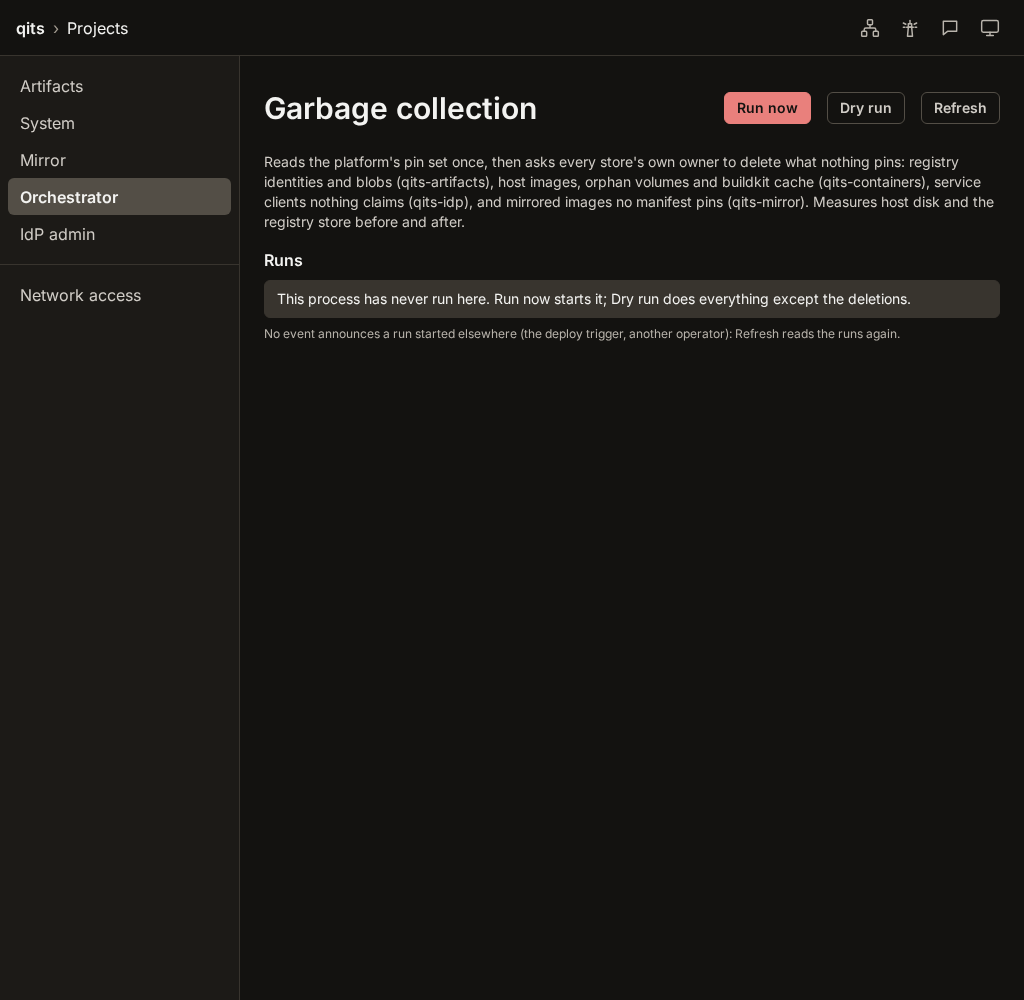 qits › Projects
Artifacts
System
Mirror
Orchestrator
IdP admin
Network access
Garbage collection
Run now
Dry run
Refresh
Reads the platform's pin set once, then asks every store's own owner to delete what nothing pins: registry
identities and blobs (qits-artifacts), host images, orphan volumes and buildkit cache (qits-containers), service
clients nothing claims (qits-idp), and mirrored images no manifest pins (qits-mirror). Measures host disk and the
registry store before and after.
Runs
This process has never run here. Run now starts it; Dry run does everything except the deletions.
No event announces a run started elsewhere (the deploy trigger, another operator): Refresh reads the runs again.